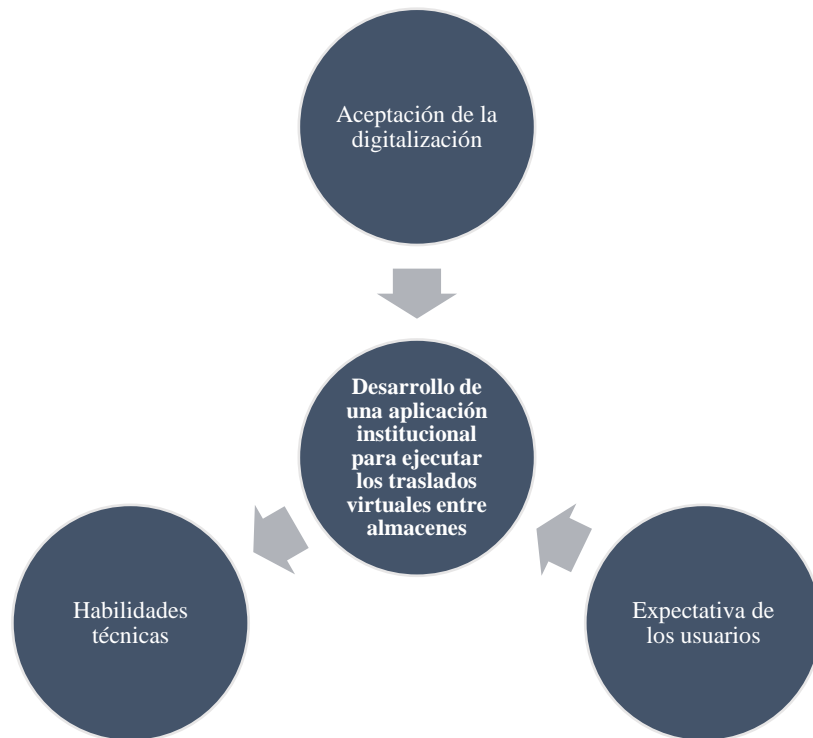 Aceptación de la
digitalización
Desarrollo de
una aplicación
institucional
para ejecutar
los traslados
virtuales entre
almacenes
Habilidades
técnicas
Expectativa de
los usuarios